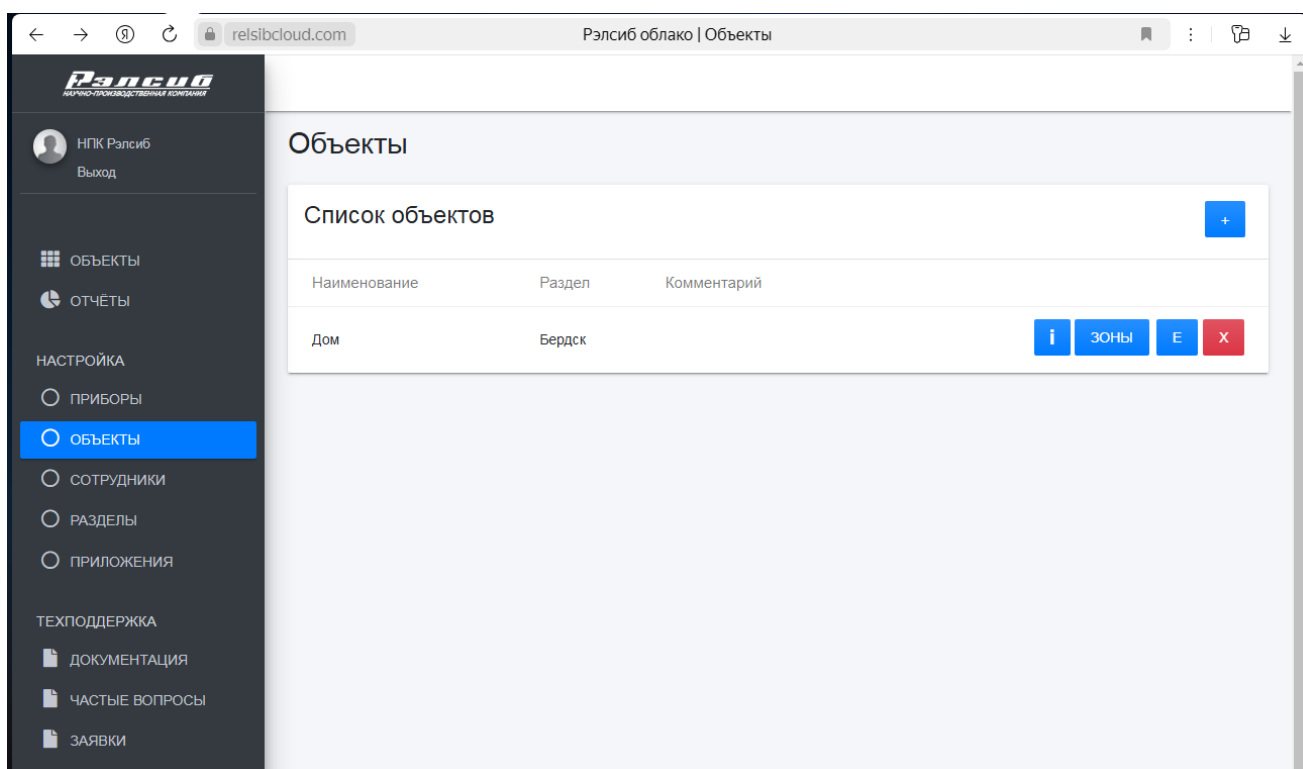 relsibcloud.com Рэлсиб облако | Объекты
Рэлсиб
НАУЧНО-ПРОИЗВОДСТВЕННАЯ КОМПАНИЯ
НПК Рэлсиб
Выход
ОБЪЕКТЫ
ОТЧЁТЫ
НАСТРОЙКА
ПРИБОРЫ
ОБЪЕКТЫ
СОТРУДНИКИ
РАЗДЕЛЫ
ПРИЛОЖЕНИЯ
ТЕХПОДДЕРЖКА
ДОКУМЕНТАЦИЯ
ЧАСТЫЕ ВОПРОСЫ
ЗАЯВКИ
Объекты
Список объектов +
Наименование Раздел Комментарий
Дом Бердск i ЗОНЫ E X